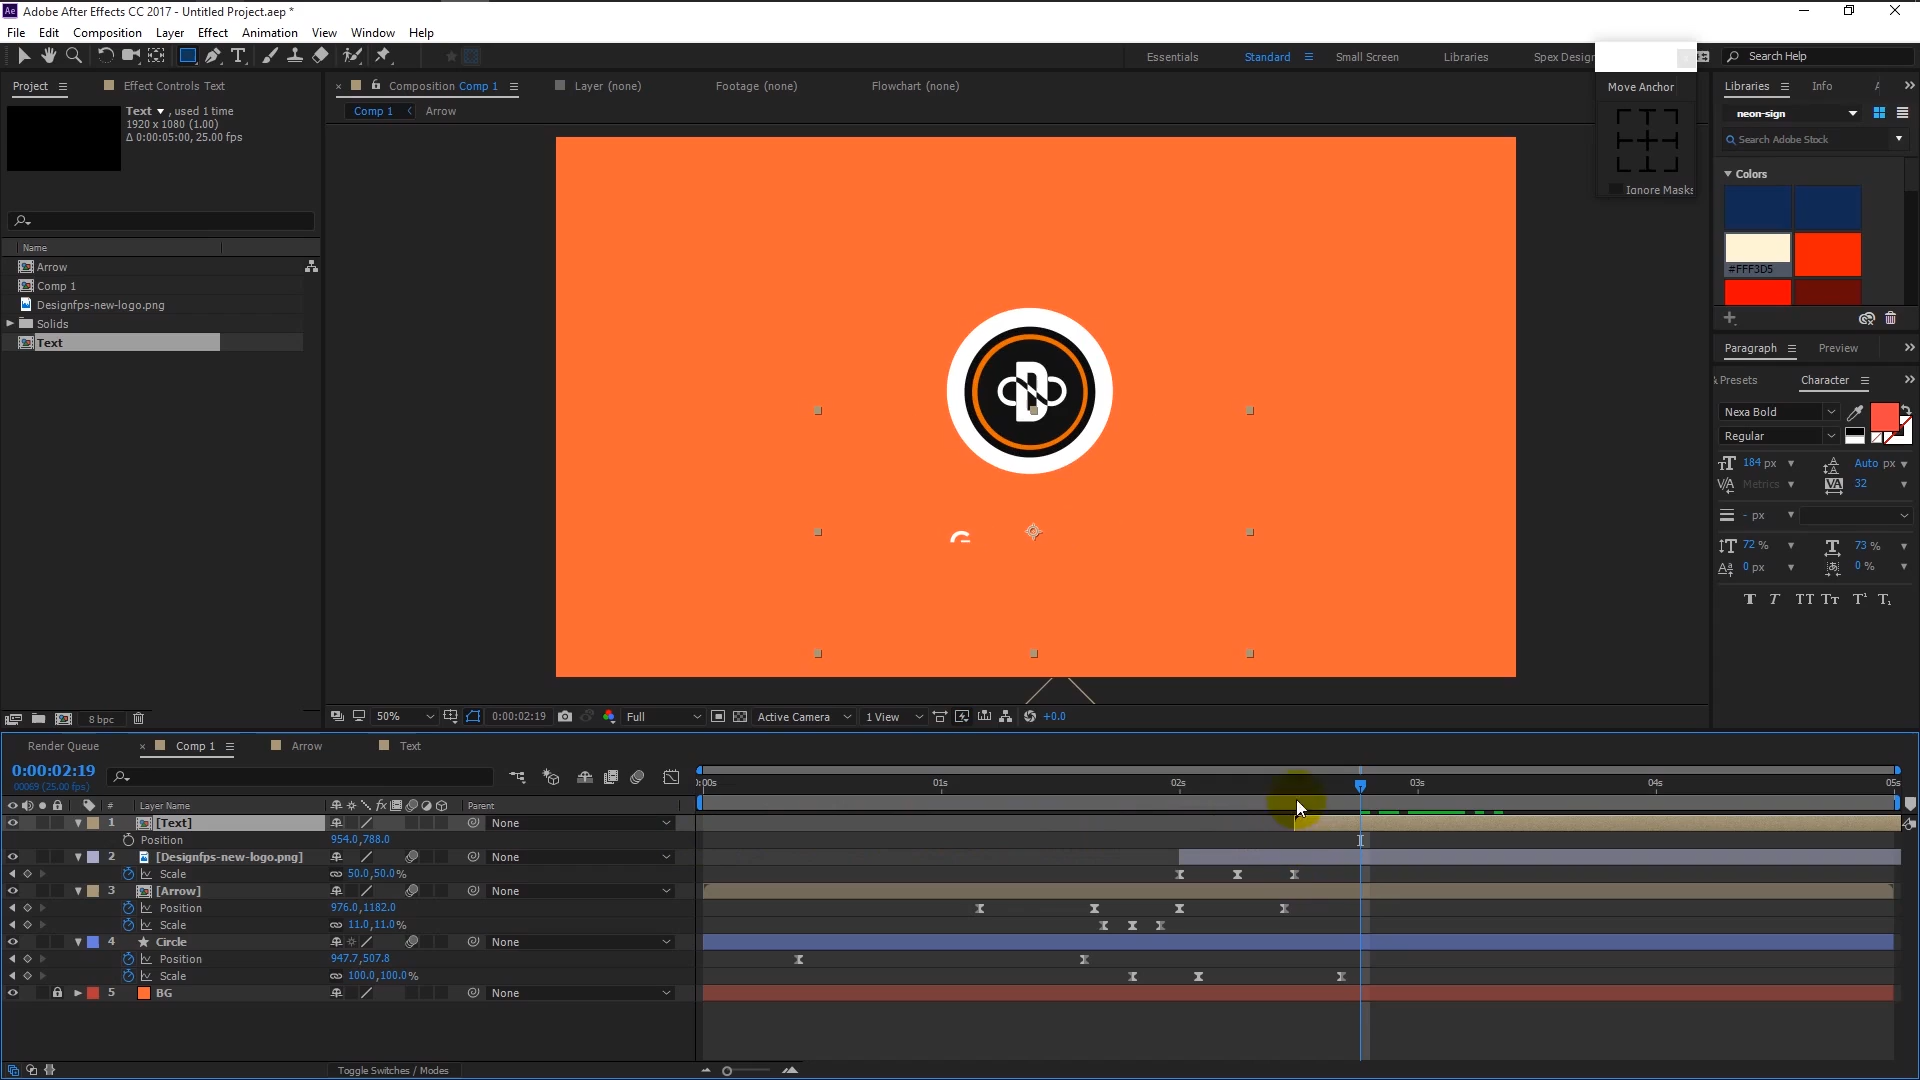 Ae Adobe After Effects CC 2017 - Untitled Project.aep *
File Edit Composition Layer Effect Animation View Window Help
Essentials Standard Small Screen Libraries Spex Design Search Help
Project Effect Controls Text
Composition Comp 1 Layer (none) Footage (none) Flowchart (none)
Move Anchor
Libraries Info
Text , used 1 time
1920 x 1080 (1.00)
Δ 0:00:05:00, 25.00 fps
Comp 1 Arrow
neon-sign
Search Adobe Stock
Colors
Ignore Masks
Name
Arrow
Comp 1
Designfps-new-logo.png
Solids
Text
#FFF3D5
Paragraph Preview
Presets Character
Nexa Bold
Regular
184 px Auto px
Metrics 32
- px
72 % 73 %
0 px 0 %
T T TT Tт T¹ T₁
D
8 bpc 50% 0:00:02:19 Full Active Camera 1 View +0.0
Render Queue Comp 1 Arrow Text
0:00:02:19
00069 (25.00 fps)
:00s 01s 02s 03s 04s 05s
# Layer Name fx Parent
1 [Text] None
Position 954.0,788.0
2 [Designfps-new-logo.png] None
Scale 50.0,50.0%
3 [Arrow] None
Position 976.0,1182.0
Scale 11.0,11.0%
4 Circle None
Position 947.7,507.8
Scale 100.0,100.0%
5 BG None
Toggle Switches / Modes